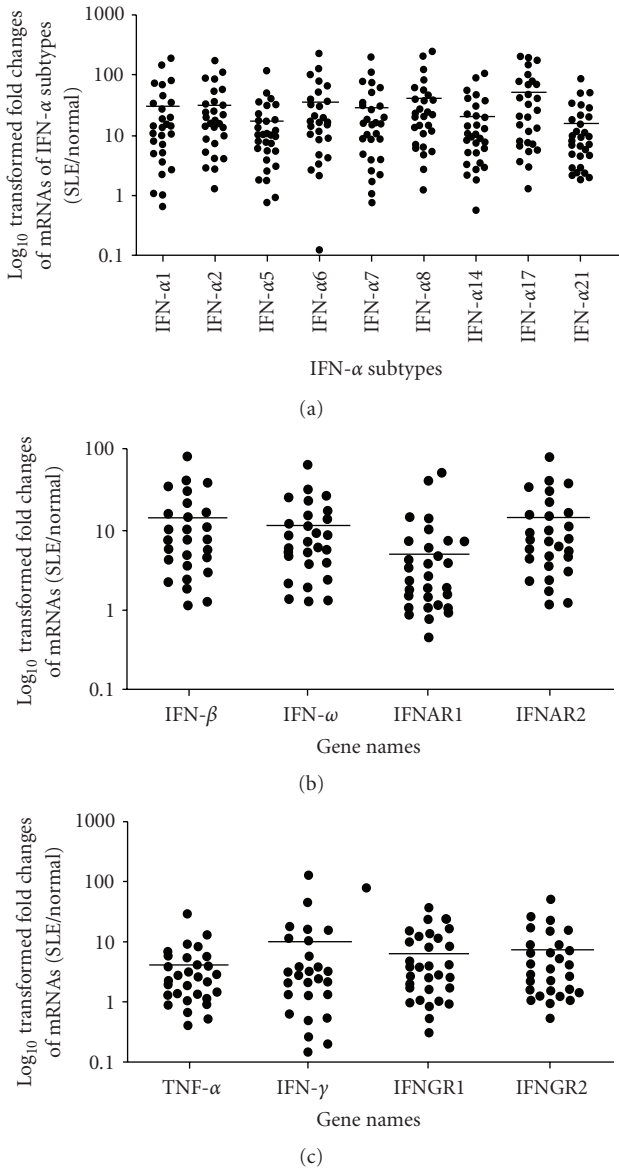 Log10 transformed fold changes
of mRNAs of IFN-α subtypes
(SLE/normal)
1000
100
10
1
0.1
IFN-α1
IFN-α2
IFN-α5
IFN-α6
IFN-α7
IFN-α8
IFN-α14
IFN-α17
IFN-α21
IFN-α subtypes
(a)
Log10 transformed fold changes
of mRNAs (SLE/normal)
100
10
1
0.1
IFN-β
IFN-ω
IFNAR1
IFNAR2
Gene names
(b)
Log10 transformed fold changes
of mRNAs (SLE/normal)
1000
100
10
1
0.1
TNF-α
IFN-γ
IFNGR1
IFNGR2
Gene names
(c)